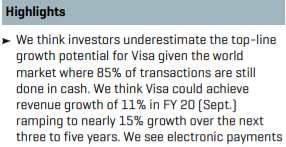 Highlights
➤ We think investors underestimate the top-line
growth potential for Visa given the world
market where 85% of transactions are still
done in cash. We think Visa could achieve
revenue growth of 11% in FY 20 (Sept.)
ramping to nearly 15% growth over the next
three to five years. We see electronic payments